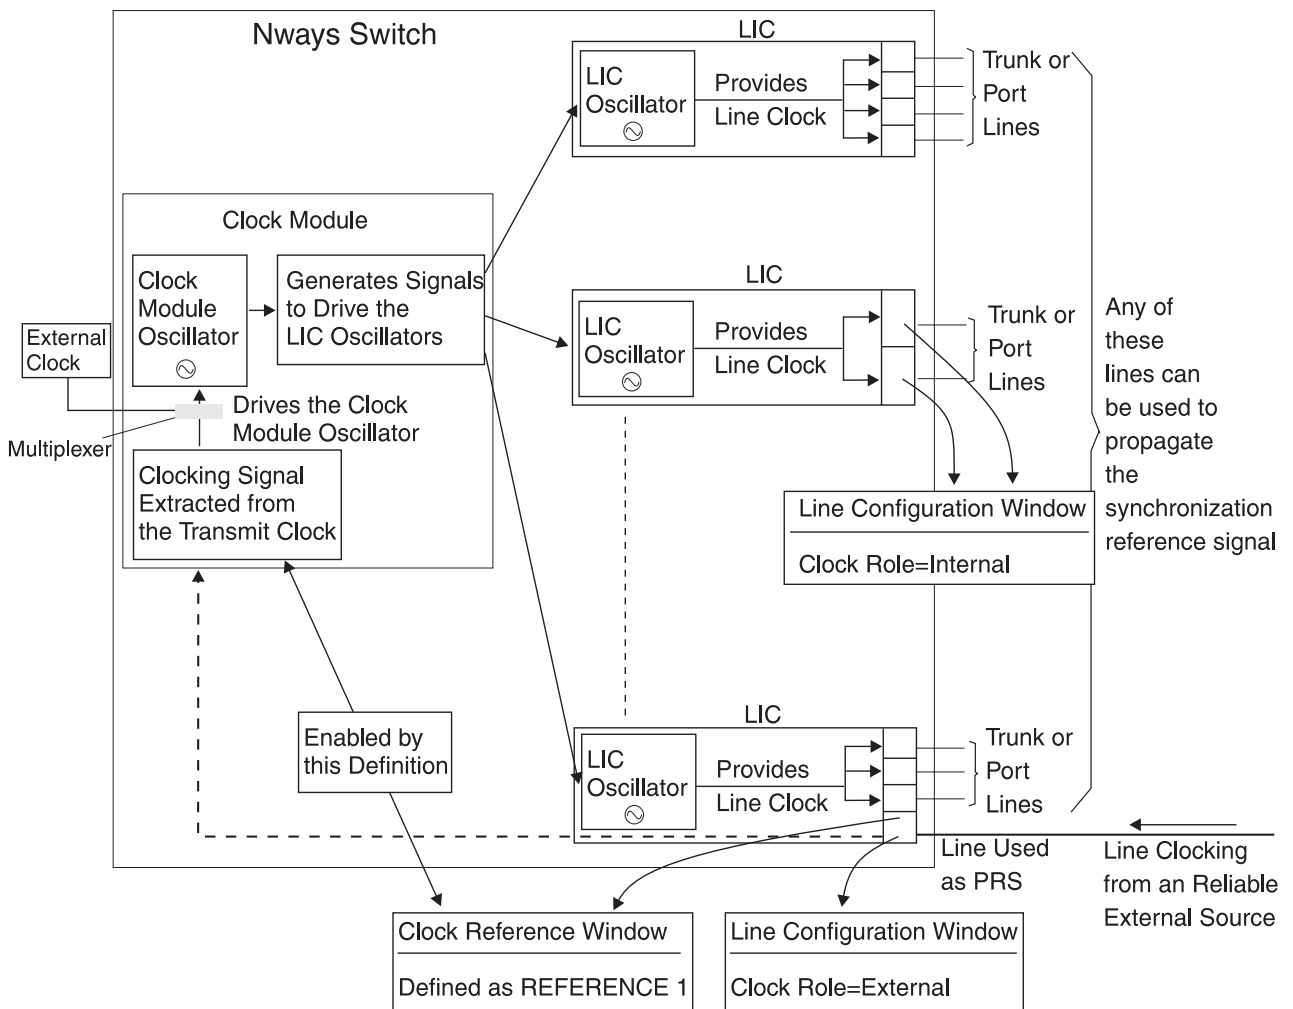 Nways Switch
LIC
LIC
Oscillator
Provides
Line Clock
Trunk or
Port
Lines
Clock Module
Clock
Module
Oscillator
Generates Signals
to Drive the
LIC Oscillators
External
Clock
Multiplexer
Drives the Clock
Module Oscillator
Clocking Signal
Extracted from
the Transmit Clock
LIC
LIC
Oscillator
Provides
Line Clock
Trunk or
Port
Lines
Any of
these
lines can
be used to
propagate
the
synchronization
reference signal
Line Configuration Window
Clock Role=Internal
Enabled by
this Definition
LIC
LIC
Oscillator
Provides
Line Clock
Trunk or
Port
Lines
Line Used
as PRS
Line Clocking
from an Reliable
External Source
Clock Reference Window
Defined as REFERENCE 1
Line Configuration Window
Clock Role=External